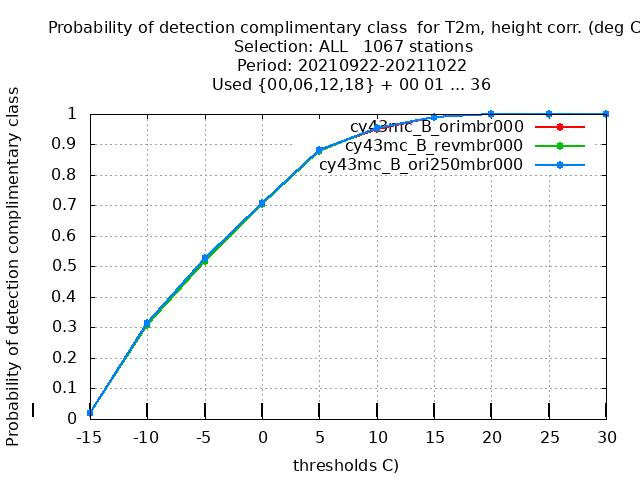 Probability of detection complimentary class  for T2m, height corr. (deg C
Selection: ALL   1067 stations
Period: 20210922-20211022
Used {00,06,12,18} + 00 01 ... 36
Probability of detection complimentary class
1
0.9
0.8
0.7
0.6
0.5
0.4
0.3
0.2
0.1
0
cy43mc_B_orimbr000
cy43mc_B_revmbr000
cy43mc_B_ori250mbr000
-15 -10 -5 0 5 10 15 20 25 30
thresholds C)